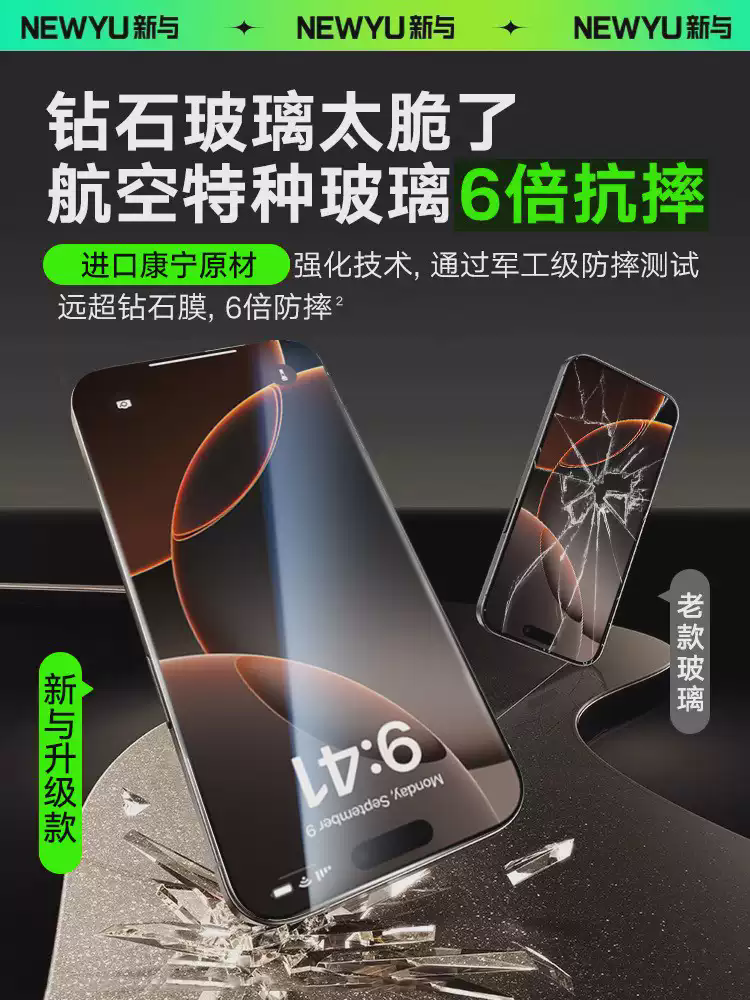 NEWYU新与 NEWYU新与 NEWYU新与
钻石玻璃太脆了
航空特种玻璃6倍抗摔
进口康宁原材 强化技术, 通过军工级防摔测试
远超钻石膜, 6倍防摔2
老款玻璃
新与升级款
9:41
Monday, September 9